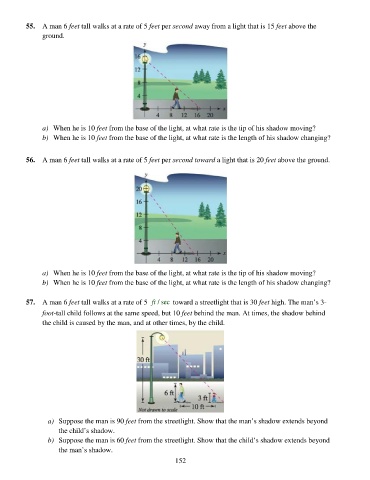 55. A man 6 feet tall walks at a rate of 5 feet per second away from a light that is 15 feet above the
ground.
y
16
12
8
4
4 8 12 16 20
x
a) When he is 10 feet from the base of the light, at what rate is the tip of his shadow moving?
b) When he is 10 feet from the base of the light, at what rate is the length of his shadow changing?
56. A man 6 feet tall walks at a rate of 5 feet per second toward a light that is 20 feet above the ground.
y
20
16
12
8
4
4 8 12 16 20
x
a) When he is 10 feet from the base of the light, at what rate is the tip of his shadow moving?
b) When he is 10 feet from the base of the light, at what rate is the length of his shadow changing?
57. A man 6 feet tall walks at a rate of 5 ft / sec toward a streetlight that is 30 feet high. The man’s 3-
foot-tall child follows at the same speed, but 10 feet behind the man. At times, the shadow behind
the child is caused by the man, and at other times, by the child.
30 ft
6 ft
3 ft
10 ft
Not drawn to scale
a) Suppose the man is 90 feet from the streetlight. Show that the man’s shadow extends beyond
the child’s shadow.
b) Suppose the man is 60 feet from the streetlight. Show that the child’s shadow extends beyond
the man’s shadow.
152